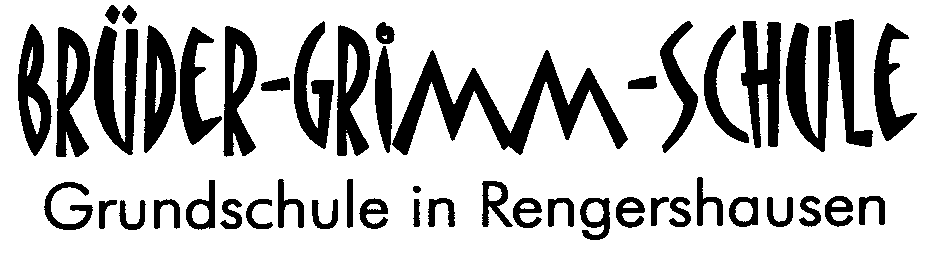 BRÜDER-GRiMM-SCHULE
Grundschule in Rengershausen